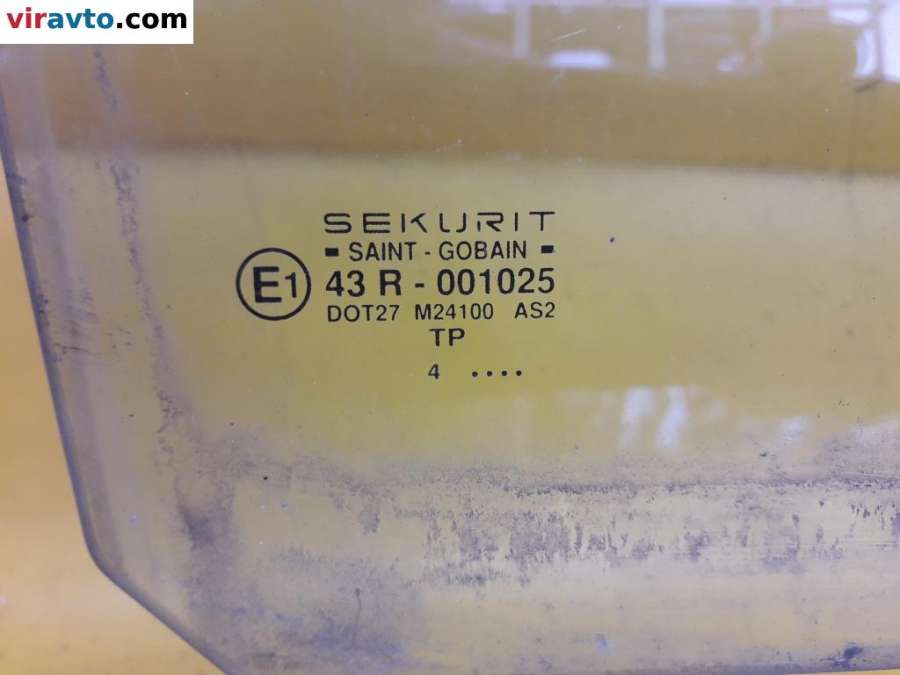 viravto.com
SEKURIT
SAINT - GOBAIN
E1
43 R - 001025
DOT27 M24100 AS2
TP
4 ....